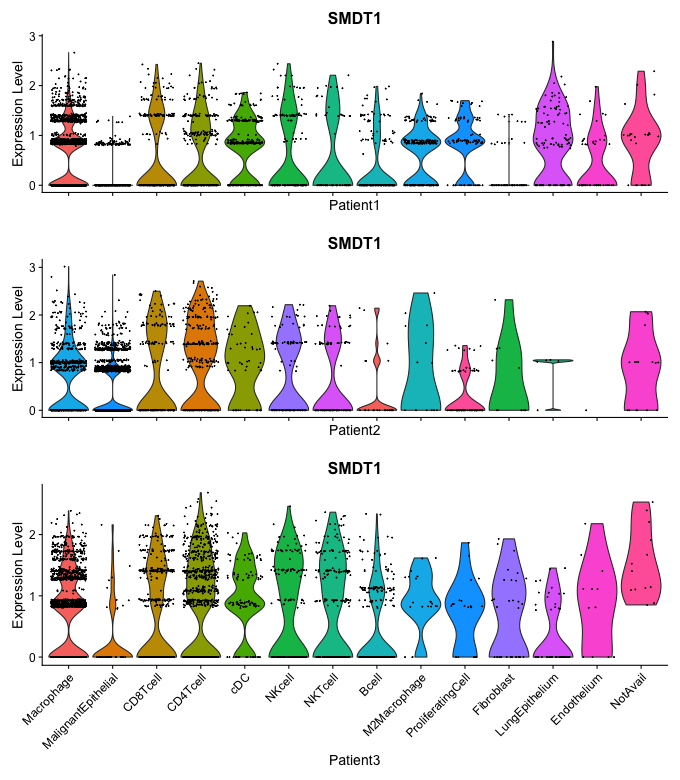 SMDT1
Expression Level
3
2
1
0
Patient1
SMDT1
Expression Level
3
2
1
0
Patient2
SMDT1
Expression Level
2
1
0
Macrophage
MalignantEpithelial
CD8Tcell
CD4Tcell
cDC
NKcell
NKTcell
Bcell
M2Macrophage
ProliferatingCell
Fibroblast
LungEpithelium
Endothelium
NotAvail
Patient3